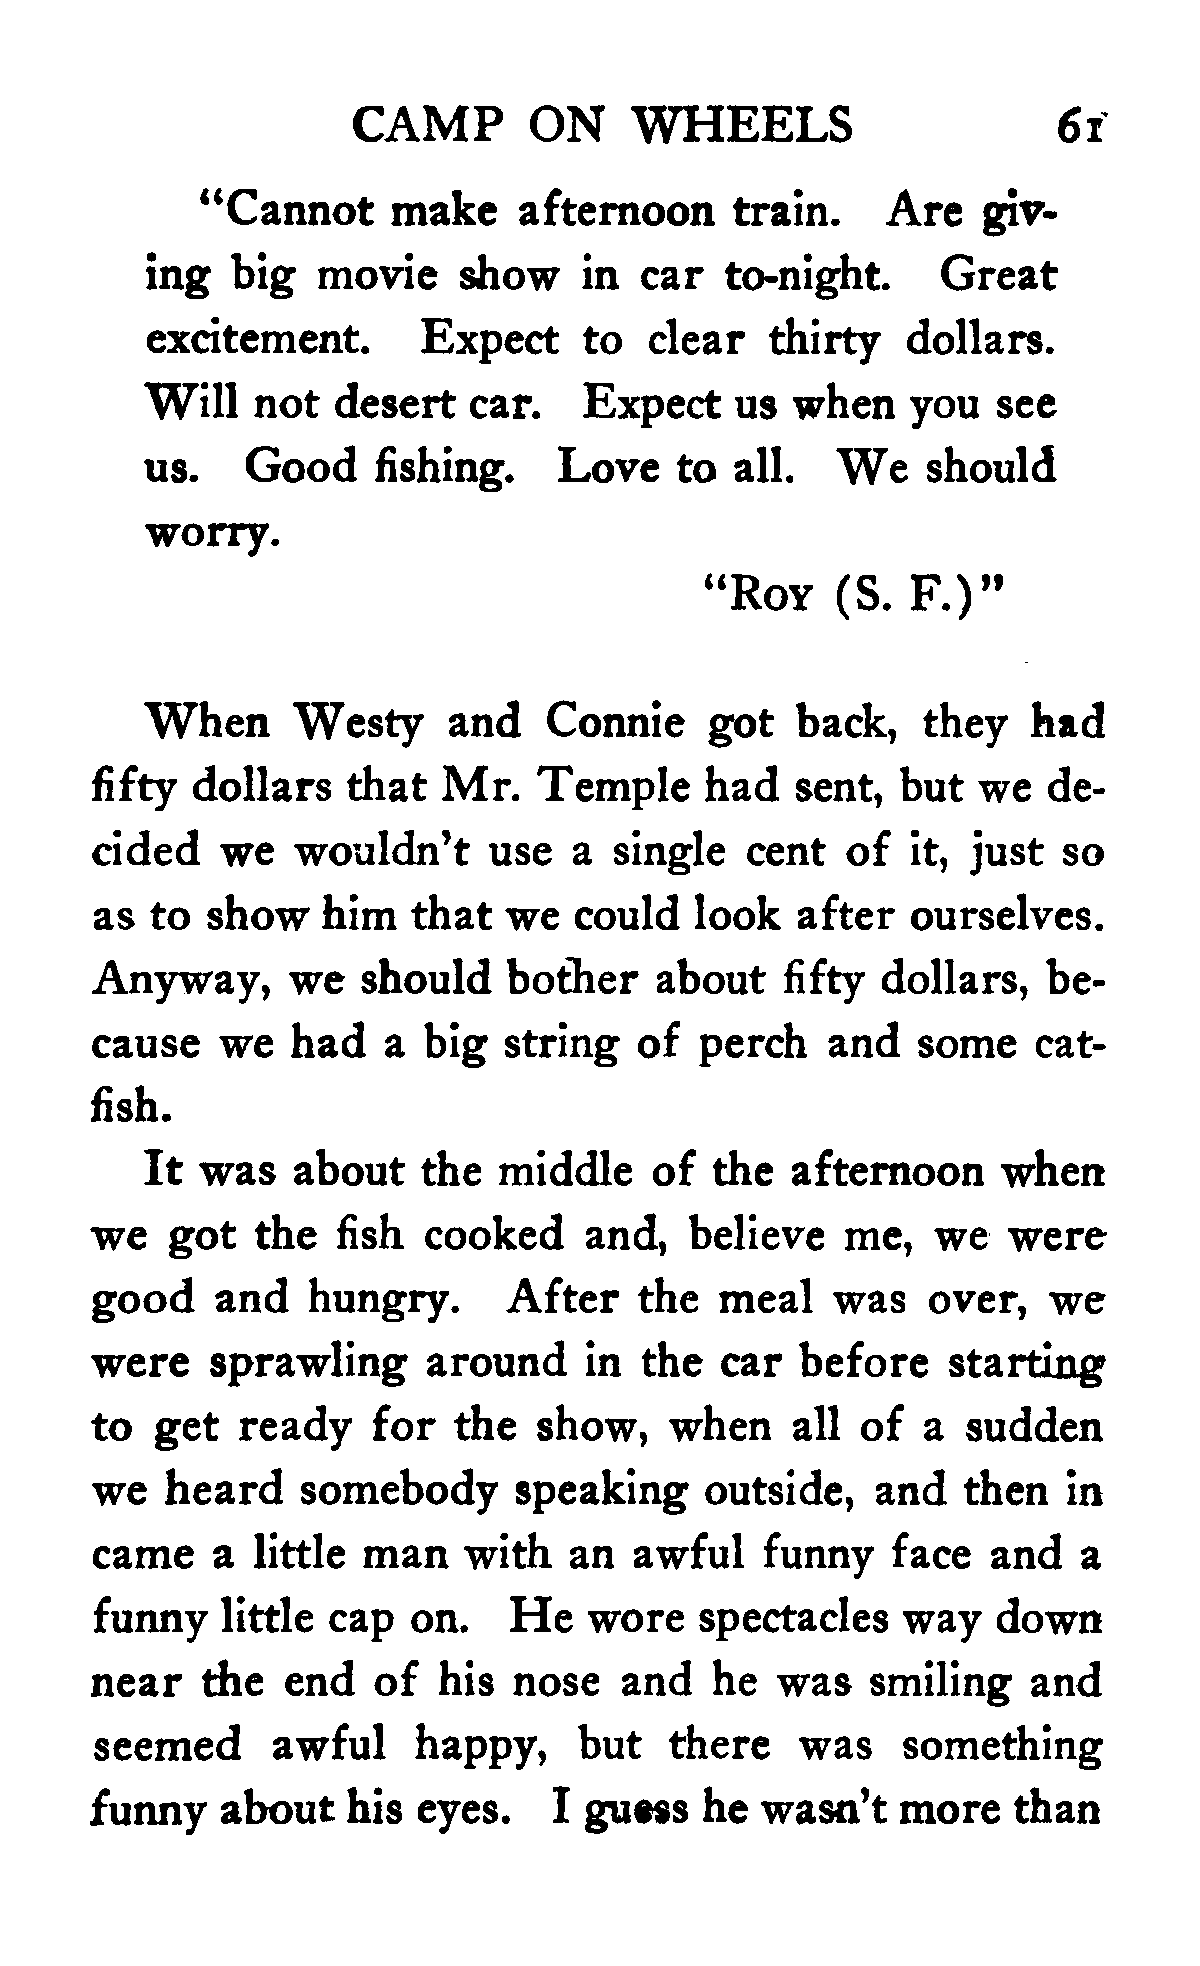 CAMP ON WHEELS 61
"Cannot make afternoon train. Are giv-
ing big movie show in car to-night. Great
excitement. Expect to clear thirty dollars.
Will not desert car. Expect us when you see
us. Good fishing. Love to all. We should
worry.
"ROY (S. F.)"
When Westy and Connie got back, they had
fifty dollars that Mr. Temple had sent, but we de-
cided we wouldn't use a single cent of it, just so
as to show him that we could look after ourselves.
Anyway, we should bother about fifty dollars, be-
cause we had a big string of perch and some cat-
fish.
It was about the middle of the afternoon when
we got the fish cooked and, believe me, we were
good and hungry. After the meal was over, we
were sprawling around in the car before starting
to get ready for the show, when all of a sudden
we heard somebody speaking outside, and then in
came a little man with an awful funny face and a
funny little cap on. He wore spectacles way down
near the end of his nose and he was smiling and
seemed awful happy, but there was something
funny about his eyes. I guess he wasn't more than